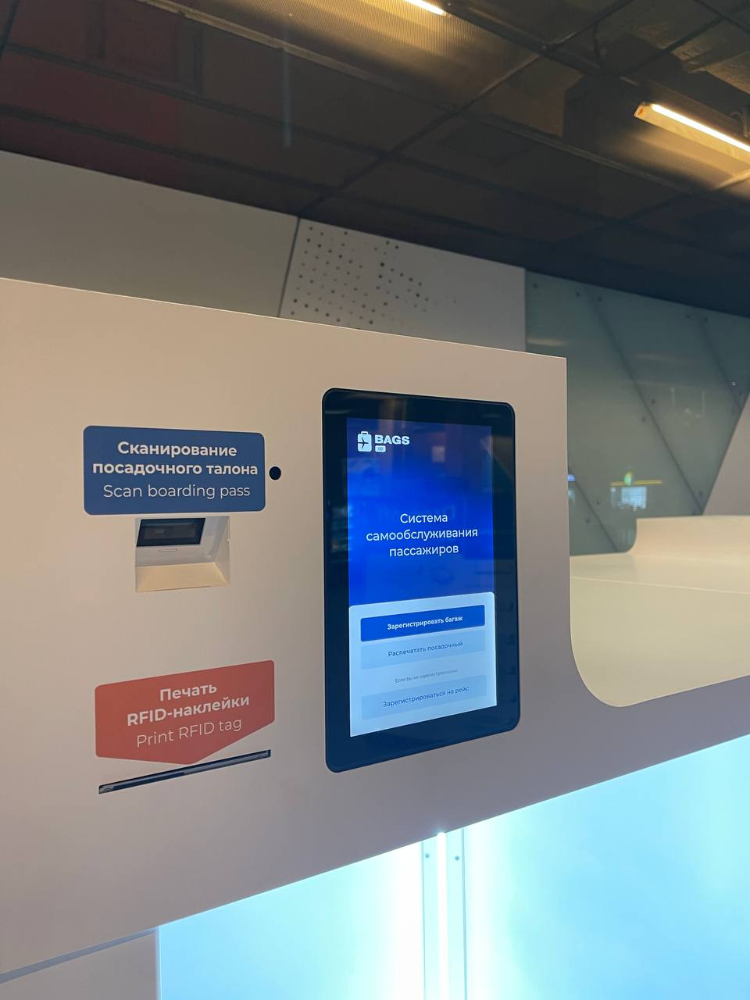 Сканирование
посадочного талона
Scan boarding pass
Печать
RFID-наклейки
Print RFID tag
BAGS
ID
Система
самообслуживания
пассажиров
Зарегистрировать багаж
Распечатать посадочный
Если вы не зарегистрированы
Зарегистрироваться на рейс